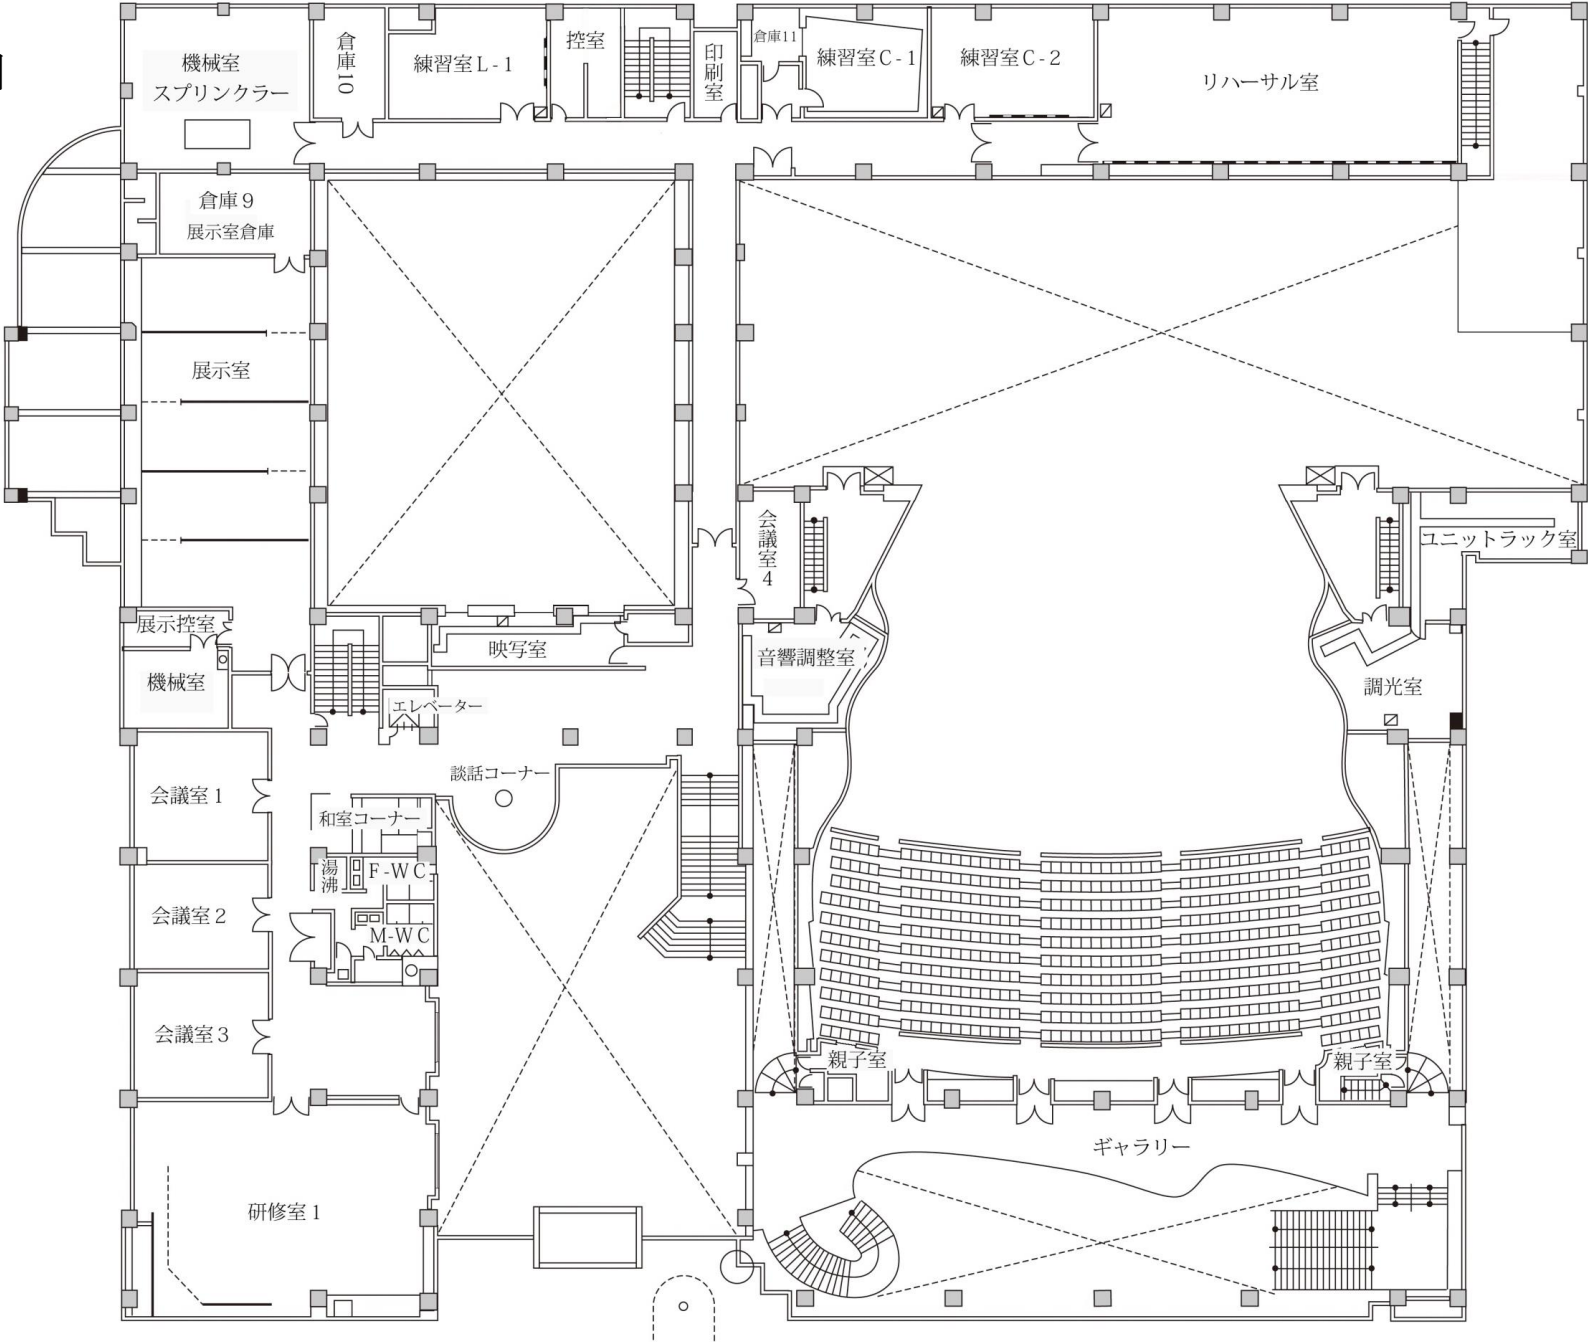 機械室
スプリンクラー
倉庫10
練習室L-1
控室
印刷室
倉庫11
練習室C-1
練習室C-2
リハーサル室
倉庫9
展示室倉庫
展示室
会議室4
ユニットラック室
展示控室
映写室
音響調整室
機械室
調光室
エレベーター
談話コーナー
会議室1
和室コーナー
湯沸
F-WC
会議室2
M-WC
会議室3
親子室
親子室
ギャラリー
研修室1